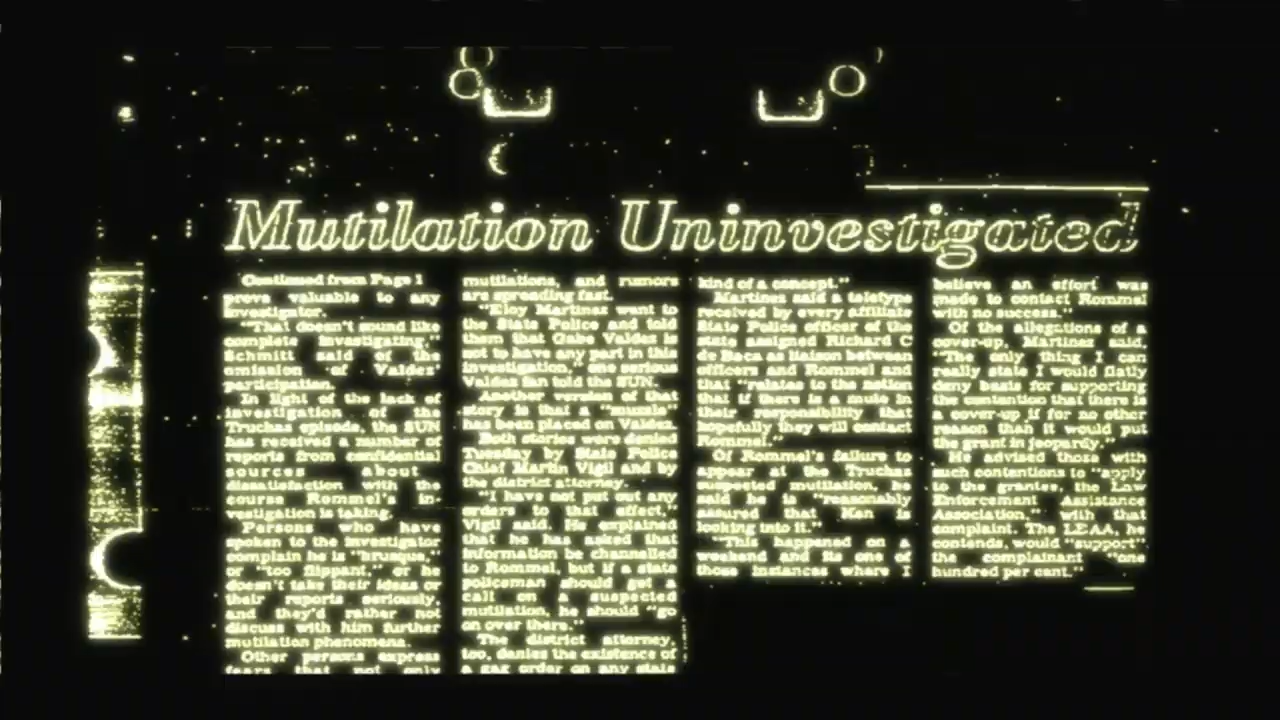 Mutilation Uninvestigated
Continued from Page 1
prove valuable to any
investigator.
"That doesn't sound like
complete investigating,"
Schmitt said of the
omission of Valdez'
participation.
In light of the lack of
investigation of the
Truchas episode, the SUN
has received a number of
reports from confidential
sources about
dissatisfaction with the
course Rommel's in-
vestigation is taking.
Persons who have
spoken to the investigator
complain he is "brusque,"
or "too flippant," or he
doesn't take their ideas or
their reports seriously,
and they'd rather not
discuss with him further
mutilation phenomena.
Other persons express
fears that not only
mutilations, and rumors
are spreading fast.
"Eloy Martinez went to
the State Police and told
them that Gabe Valdez is
not to have any part in this
investigation," one serious
Valdez fan told the SUN.
Another version of that
story is that a "muzzle"
has been placed on Valdez.
Both stories were denied
Tuesday by State Police
Chief Martin Vigil and by
the district attorney.
"I have not put out any
orders to that effect,"
Vigil said. He explained
that he has asked that
information be channelled
to Rommel, but if a state
policeman should get a
call on a suspected
mutilation, he should "go
on over there."
The district attorney,
too, denies the existence of
a gag order on any state
kind of a concept."
Martinez said a teletype
received by every affiliate
State Police officer of the
state assigned Richard C
de Baca as liaison between
officers and Rommel and
that "relates to the notion
that if there is a mute in
their responsibility that
hopefully they will contact
Rommel."
Of Rommel's failure to
appear at the Truchas
suspected mutilation, he
said he is "reasonably
assured that Ken is
looking into it."
"This happened on a
weekend and its one of
those instances where I
believe an effort was
made to contact Rommel
with no success."
Of the allegations of a
cover-up, Martinez said,
"The only thing I can
really state I would flatly
deny basis for supporting
the contention that there is
a cover-up if for no other
reason than it would put
the grant in jeopardy."
He advised those with
such contentions to "apply
to the grantee, the Law
Enforcement Assistance
Association," with that
complaint. The LEAA, he
contends, would "support"
the complainant "one
hundred per cent."